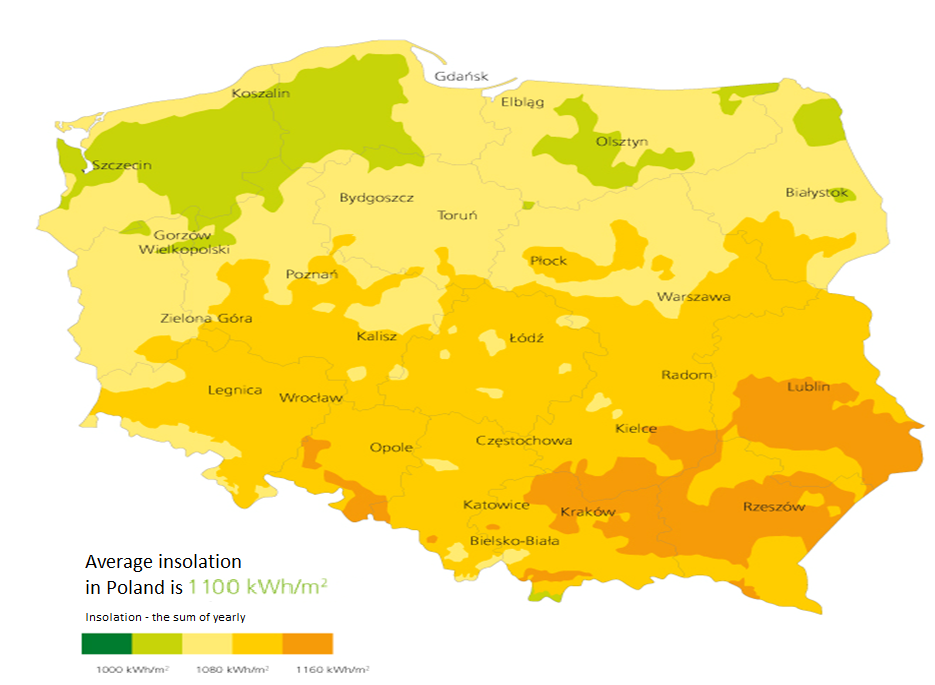 Gdańsk
Koszalin
Elbląg
Olsztyn
Szczecin
Białystok
Bydgoszcz
Toruń
Gorzów
Wielkopolski
Płock
Poznań
Warszawa
Zielona Góra
Kalisz
Łódź
Radom
Lublin
Legnica
Wrocław
Kielce
Opole
Częstochowa
Katowice
Kraków
Rzeszów
Bielsko-Biała
Average insolation
in Poland is 1100 kWh/m²
Insolation - the sum of yearly
1000 kWh/m² 1080 kWh/m² 1160 kWh/m²